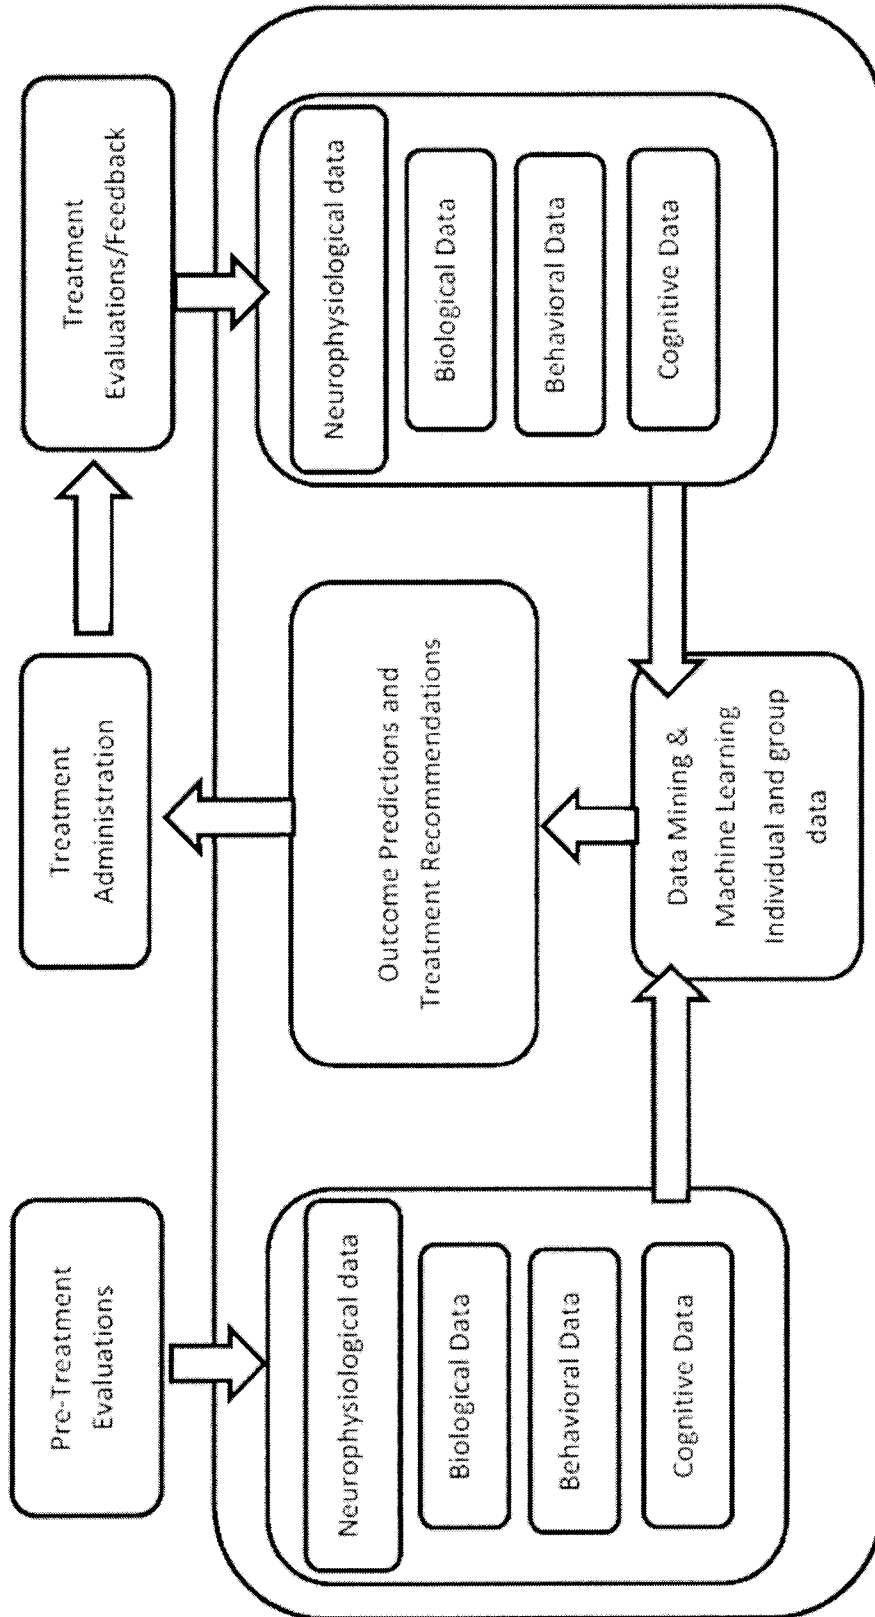 Pre-Treatment
Evaluations
Treatment
Administration
Treatment
Evaluations/Feedback
Neurophysiological data
Biological Data
Behavioral Data
Cognitive Data
Outcome Predictions and
Treatment Recommendations
Data Mining &
Machine Learning
Individual and group
data
Neurophysiological data
Biological Data
Behavioral Data
Cognitive Data